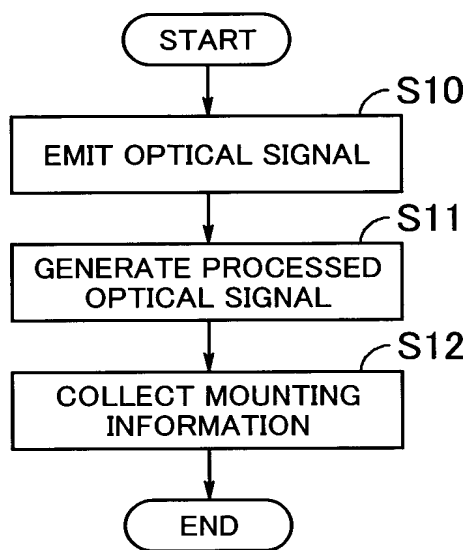 START
S10
EMIT OPTICAL SIGNAL
S11
GENERATE PROCESSED
OPTICAL SIGNAL
S12
COLLECT MOUNTING
INFORMATION
END